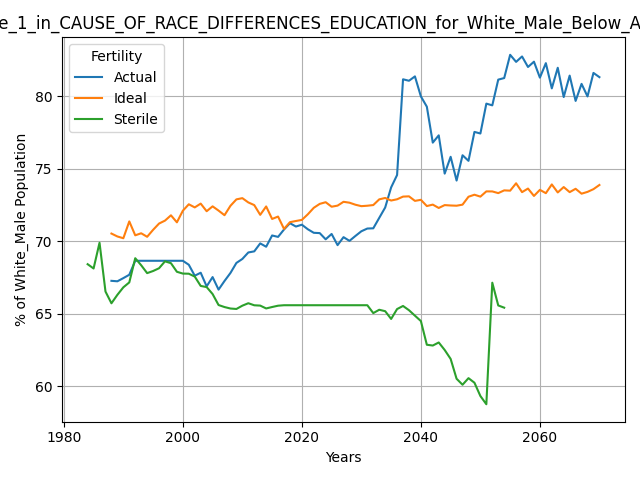 e_1_in_CAUSE_OF_RACE_DIFFERENCES_EDUCATION_for_White_Male_Below_A
Fertility
Actual
Ideal
Sterile
% of White_Male Population
80
75
70
65
60
1980
2000
2020
2040
2060
Years